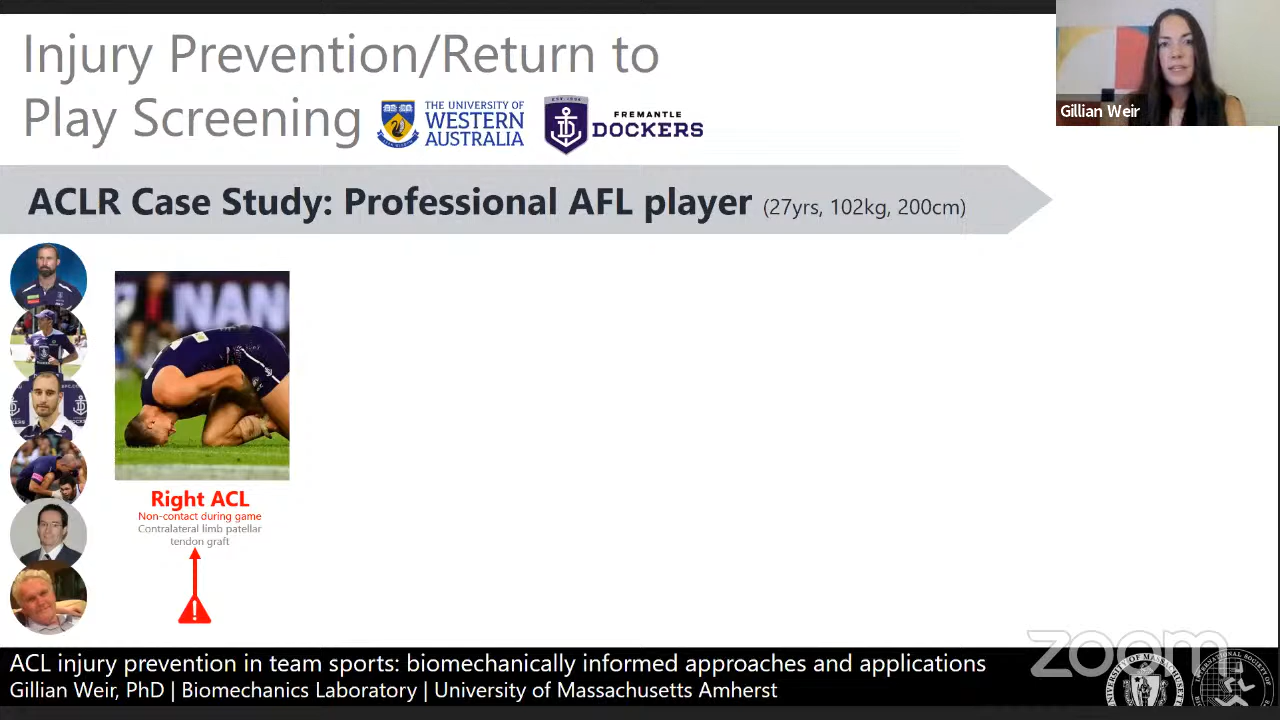 Injury Prevention/Return to
Play Screening
THE UNIVERSITY OF
WESTERN
AUSTRALIA
FREMANTLE
DOCKERS
Gillian Weir
ACLR Case Study: Professional AFL player (27yrs, 102kg, 200cm)
NAN
Right ACL
Non-contact during game
Contralateral limb patellar
tendon graft
!
zoom
ACL injury prevention in team sports: biomechanically informed approaches and applications
Gillian Weir, PhD | Biomechanics Laboratory | University of Massachusetts Amherst